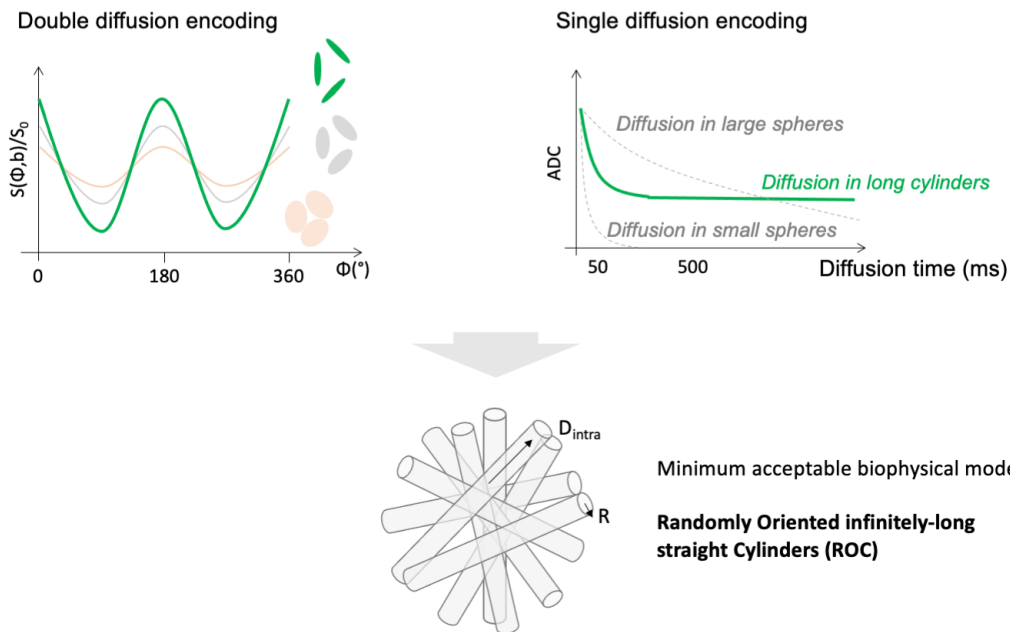 Double diffusion encoding
Single diffusion encoding
S(Φ,b)/S₀
0
180
360
Φ(°)
ADC
Diffusion in large spheres
Diffusion in long cylinders
Diffusion in small spheres
50
500
Diffusion time (ms)
D_intra
R
Minimum acceptable biophysical mode
Randomly Oriented infinitely-long
straight Cylinders (ROC)